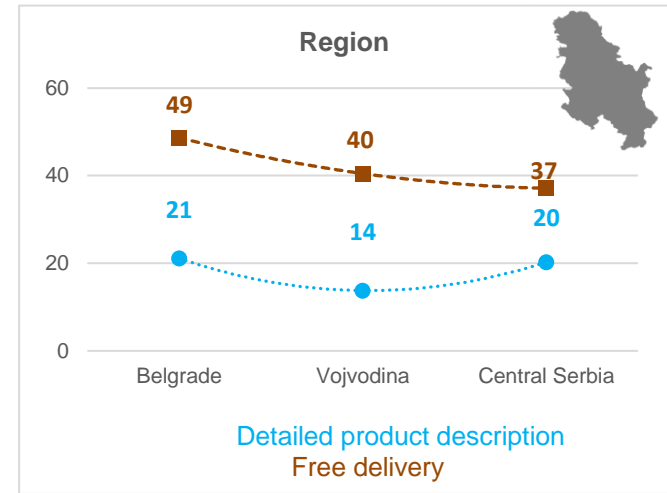 Region
60
49
40
40
37
21
14
20
20
0
Belgrade
Vojvodina
Central Serbia
Detailed product description
Free delivery